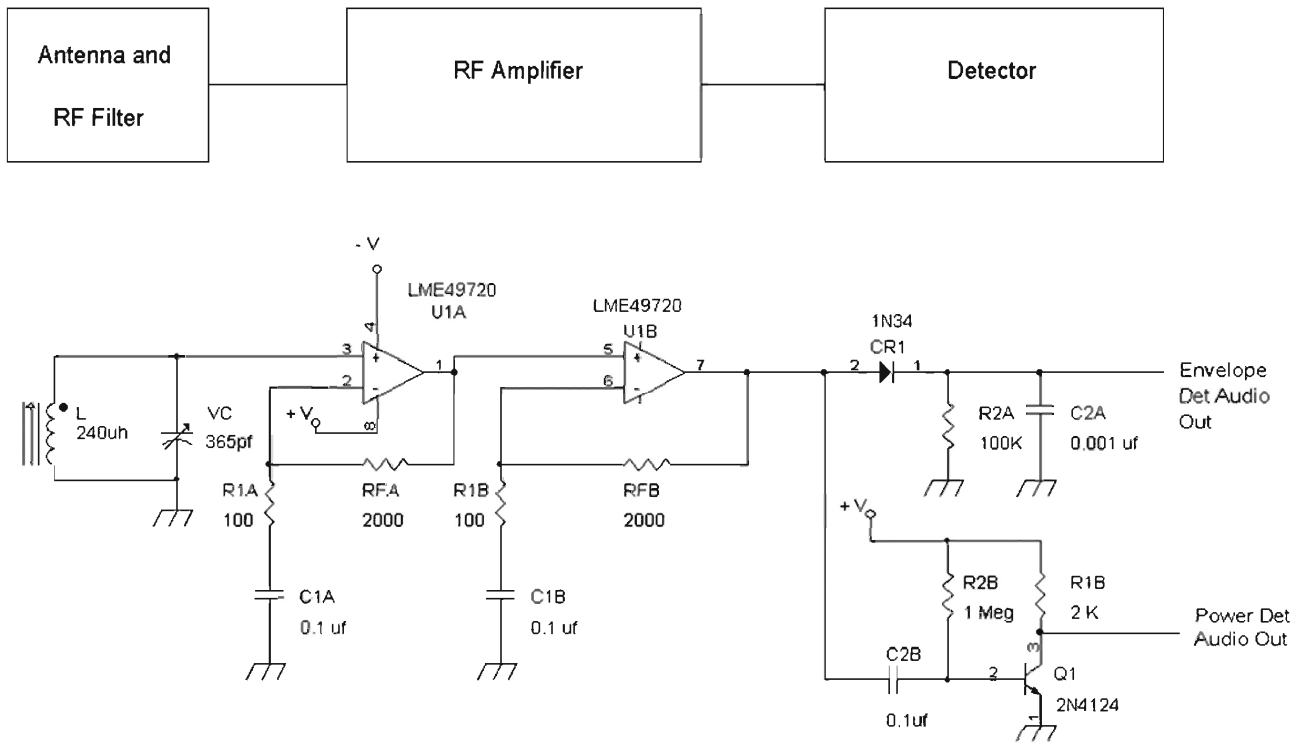 Antenna and
RF Filter
RF Amplifier
Detector
- V
LME49720
U1A
LME49720
U1B
1N34
CR1
4
3
+
2
-
1
5
+
6
-
7
2
1
Envelope
Det Audio
Out
L
240uh
VC
365pf
+ V
8
R2A
100K
C2A
0.001 uf
R1A
100
RFA
2000
R1B
100
RFB
2000
+ V
C1A
0.1 uf
C1B
0.1 uf
R2B
1 Meg
R1B
2 K
Power Det
Audio Out
3
C2B
0.1uf
2
Q1
2N4124
1